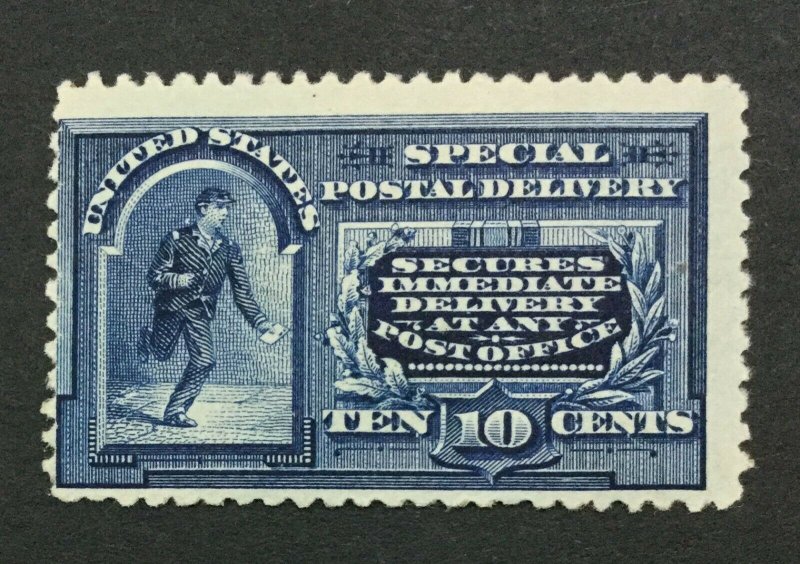 UNITED STATES
SPECIAL
POSTAL DELIVERY
SECURES
IMMEDIATE
DELIVERY
AT ANY
POST OFFICE
TEN 10 CENTS